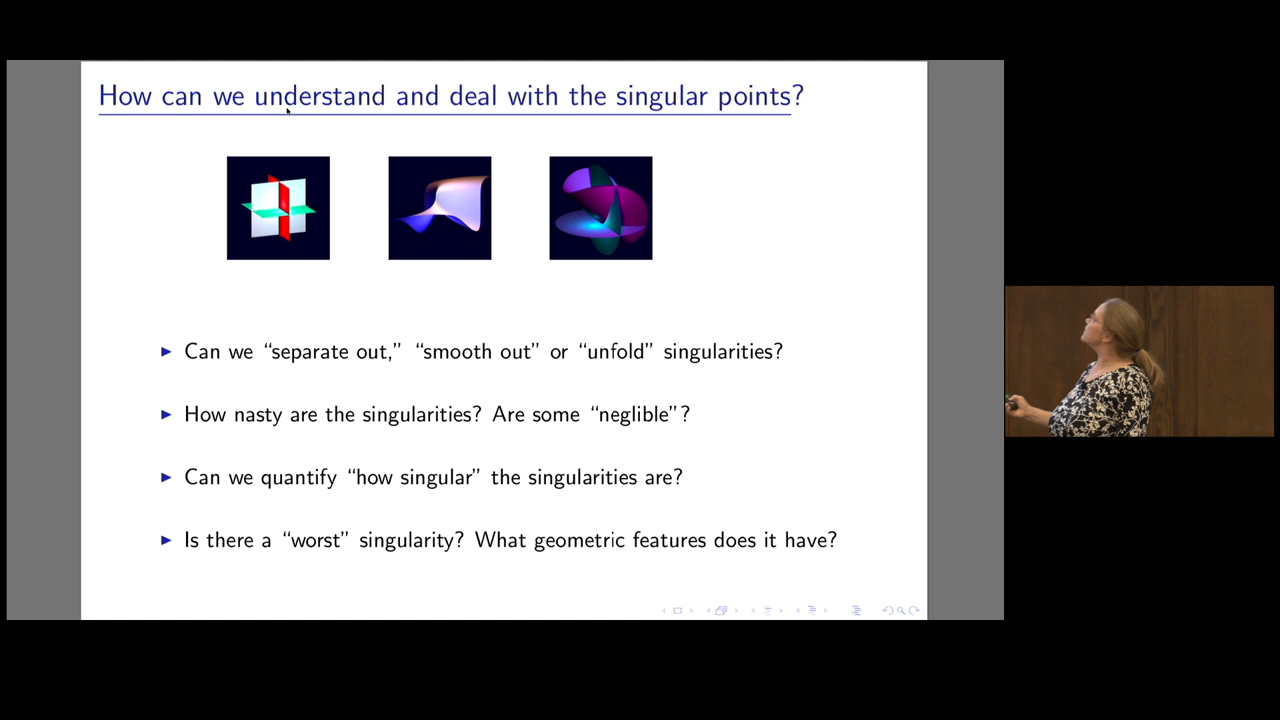 How can we understand and deal with the singular points?
Can we “separate out,” “smooth out” or “unfold” singularities?
How nasty are the singularities? Are some “neglible”?
Can we quantify “how singular” the singularities are?
Is there a “worst” singularity? What geometric features does it have?